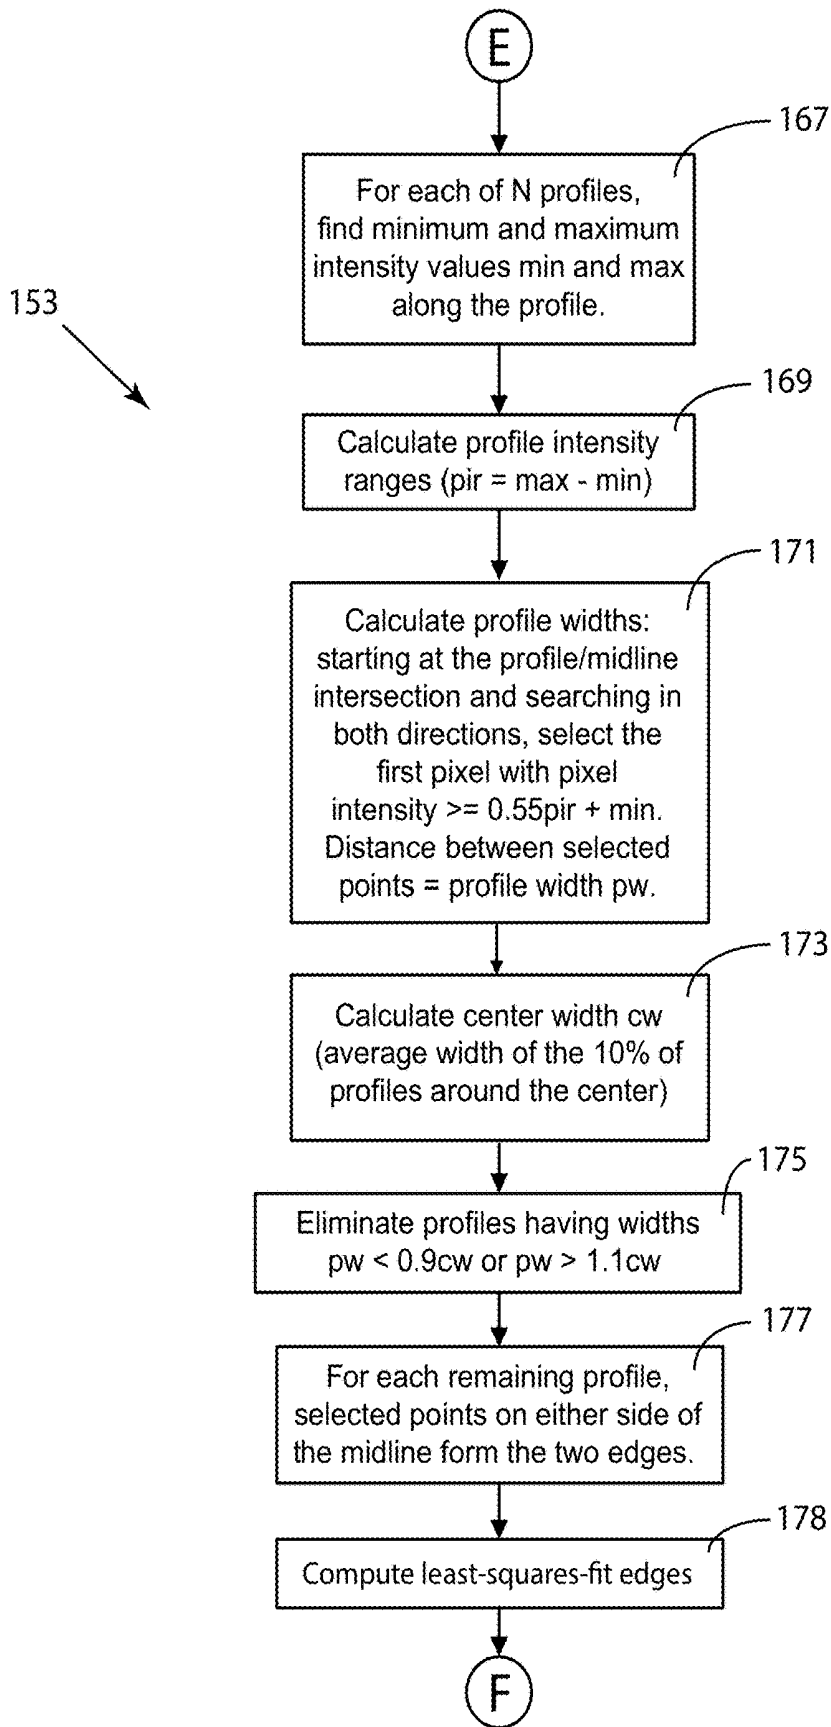 E
167
For each of N profiles,
find minimum and maximum
intensity values min and max
along the profile.
153
169
Calculate profile intensity
ranges (pir = max - min)
171
Calculate profile widths:
starting at the profile/midline
intersection and searching in
both directions, select the
first pixel with pixel
intensity >= 0.55pir + min.
Distance between selected
points = profile width pw.
173
Calculate center width cw
(average width of the 10% of
profiles around the center)
175
Eliminate profiles having widths
pw < 0.9cw or pw > 1.1cw
177
For each remaining profile,
selected points on either side of
the midline form the two edges.
178
Compute least-squares-fit edges
F